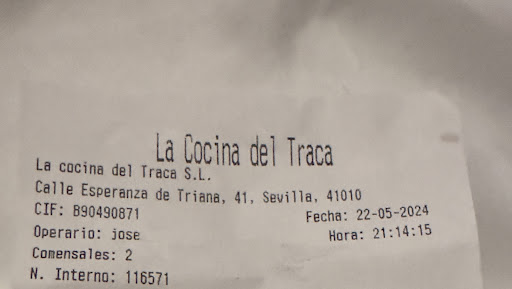 La Cocina del Traca
La cocina del Traca S.L.
Calle Esperanza de Triana, 41, Sevilla, 41010
CIF: B90490871 Fecha: 22-05-2024
Operario: jose Hora: 21:14:15
Comensales: 2
N. Interno: 116571